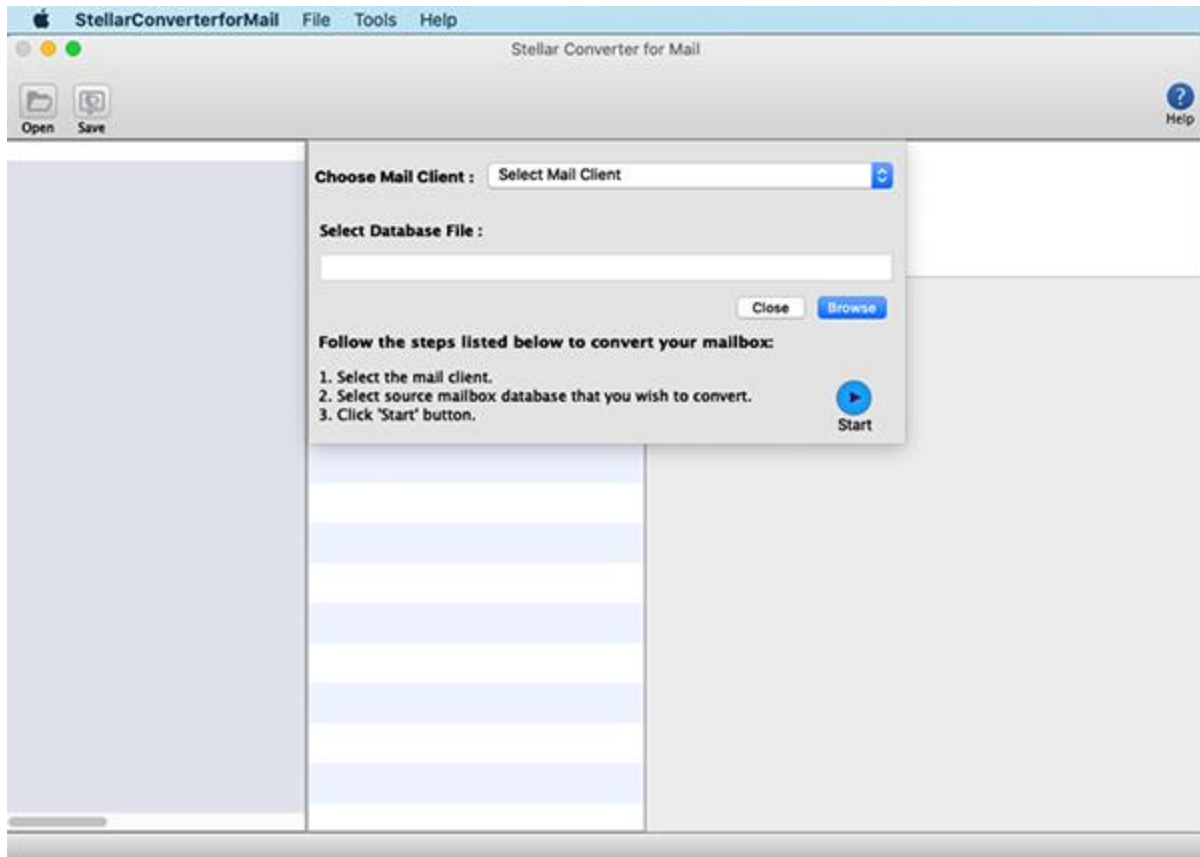 StellarConverterforMail File Tools Help
Stellar Converter for Mail
Open Save
? Help
Choose Mail Client : Select Mail Client
Select Database File :
Close Browse
Follow the steps listed below to convert your mailbox:
1. Select the mail client.
2. Select source mailbox database that you wish to convert.
3. Click 'Start' button.
Start